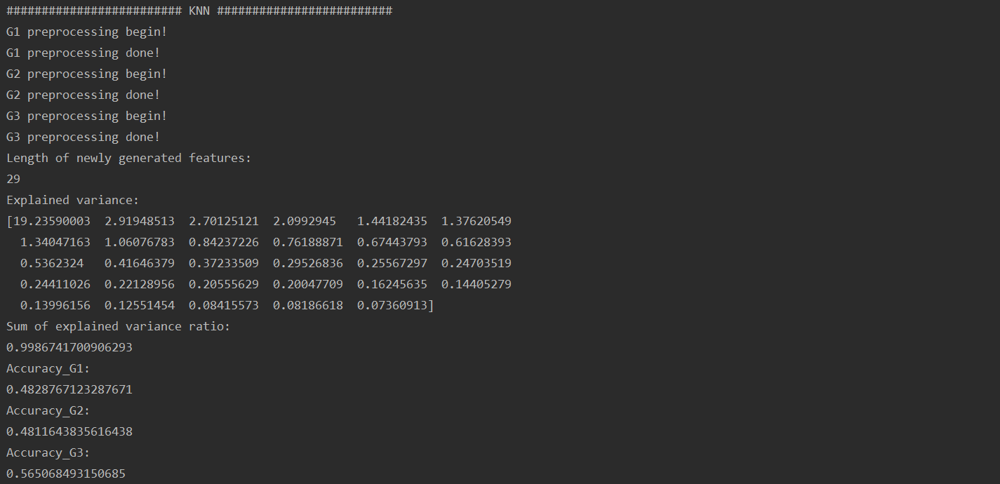 ######################### KNN #########################
G1 preprocessing begin!
G1 preprocessing done!
G2 preprocessing begin!
G2 preprocessing done!
G3 preprocessing begin!
G3 preprocessing done!
Length of newly generated features:
29
Explained variance:
[19.23590003  2.91948513  2.70125121  2.0992945   1.44182435  1.37620549
  1.34047163  1.06076783  0.84237226  0.76188871  0.67443793  0.61628393
  0.5362324   0.41646379  0.37233509  0.29526836  0.25567297  0.24703519
  0.24411026  0.22128956  0.20555629  0.20047709  0.16245635  0.14405279
  0.13996156  0.12551454  0.08415573  0.08186618  0.07360913]
Sum of explained variance ratio:
0.9986741700906293
Accuracy_G1:
0.4828767123287671
Accuracy_G2:
0.4811643835616438
Accuracy_G3:
0.565068493150685